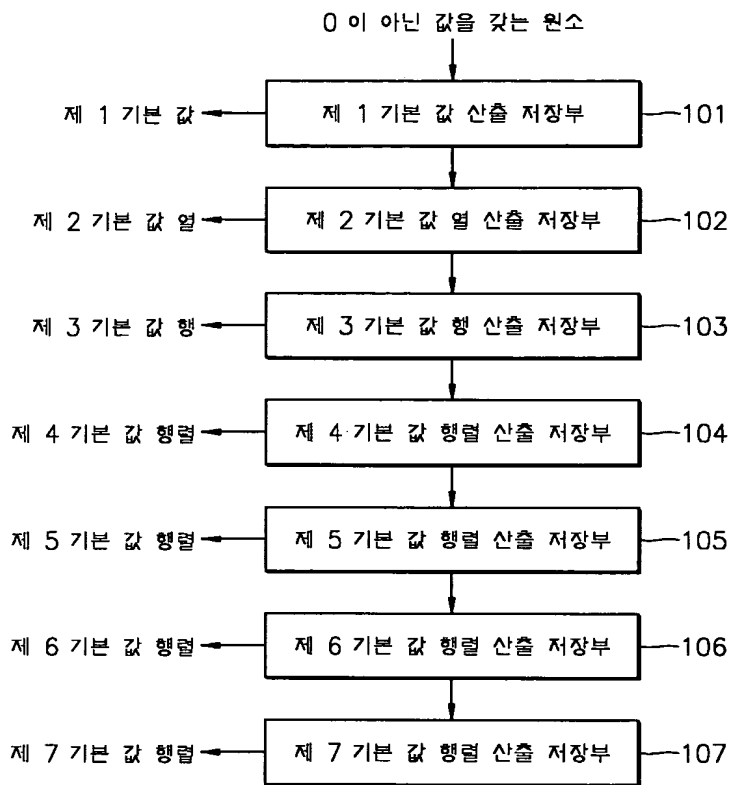 0 이 아닌 값을 갖는 원소
제 1 기본 값 제 1 기본 값 산출 저장부 101
제 2 기본 값 열 제 2 기본 값 열 산출 저장부 102
제 3 기본 값 행 제 3 기본 값 행 산출 저장부 103
제 4 기본 값 행렬 제 4 기본 값 행렬 산출 저장부 104
제 5 기본 값 행렬 제 5 기본 값 행렬 산출 저장부 105
제 6 기본 값 행렬 제 6 기본 값 행렬 산출 저장부 106
제 7 기본 값 행렬 제 7 기본 값 행렬 산출 저장부 107